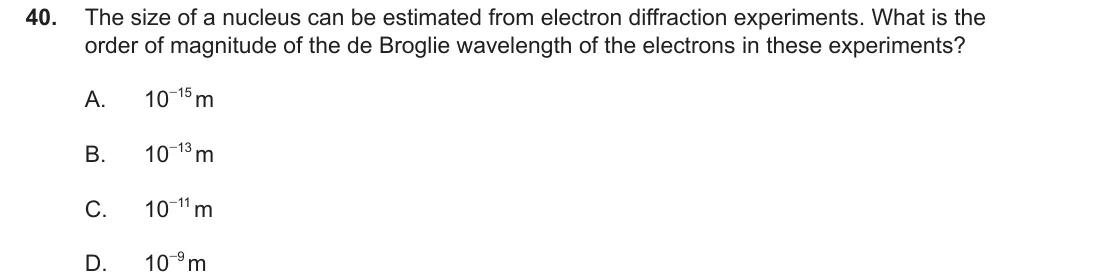 40. The size of a nucleus can be estimated from electron diffraction experiments. What is the
order of magnitude of the de Broglie wavelength of the electrons in these experiments?
A. 10⁻¹⁵ m
B. 10⁻¹³ m
C. 10⁻¹¹ m
D. 10⁻⁹ m